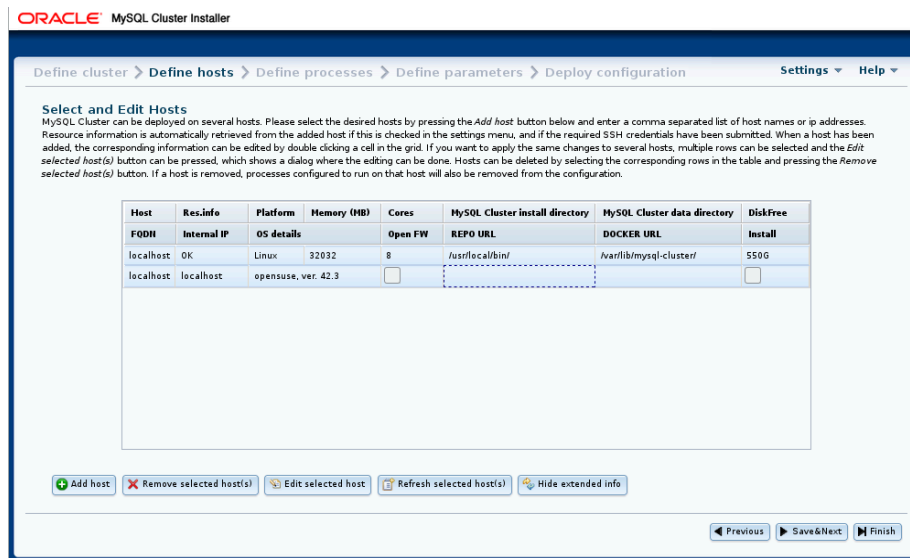 ORACLE® MySQL Cluster Installer
Define cluster > Define hosts > Define processes > Define parameters > Deploy configuration Settings Help
Select and Edit Hosts
MySQL Cluster can be deployed on several hosts. Please select the desired hosts by pressing the Add host button below and enter a comma separated list of host names or ip addresses.
Resource information is automatically retrieved from the added host if this is checked in the settings menu, and if the required SSH credentials have been submitted. When a host has been
added, the corresponding information can be edited by double clicking a cell in the grid. If you want to apply the same changes to several hosts, multiple rows can be selected and the Edit
selected host(s) button can be pressed, which shows a dialog where the editing can be done. Hosts can be deleted by selecting the corresponding rows in the table and pressing the Remove
selected host(s) button. If a host is removed, processes configured to run on that host will also be removed from the configuration.
Host Res.info Platform Memory (MB) Cores MySQL Cluster install directory MySQL Cluster data directory DiskFree
FQDN Internal IP OS details Open FW REPO URL DOCKER URL Install
localhost OK Linux 32032 8 /usr/local/bin/ /var/lib/mysql-cluster/ 550G
localhost localhost opensuse, ver. 42.3
Add host Remove selected host(s) Edit selected host Refresh selected host(s) Hide extended info
Previous Save&Next Finish